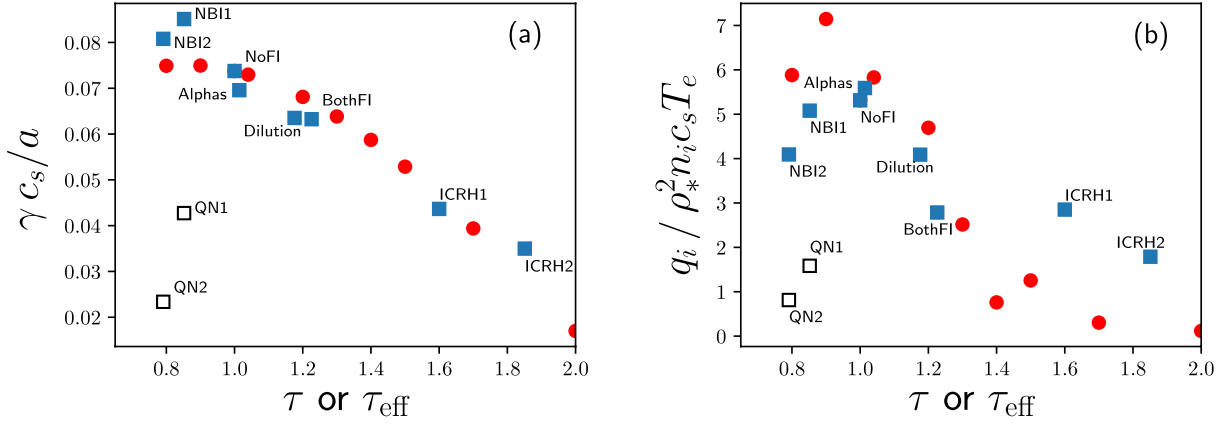 (a)
NBI1
NBI2
NoFI
Alphas
BothFI
Dilution
ICRH1
ICRH2
QN1
QN2
0.08
0.07
0.06
0.05
0.04
0.03
0.02
γ c_s/a
0.8 1.0 1.2 1.4 1.6 1.8 2.0
τ or τ_eff
(b)
Alphas
NBI1
NoFI
NBI2
Dilution
BothFI
ICRH1
ICRH2
QN1
QN2
7
6
5
4
3
2
1
0
q_i / ρ_*^2 n_i c_s T_e
0.8 1.0 1.2 1.4 1.6 1.8 2.0
τ or τ_eff